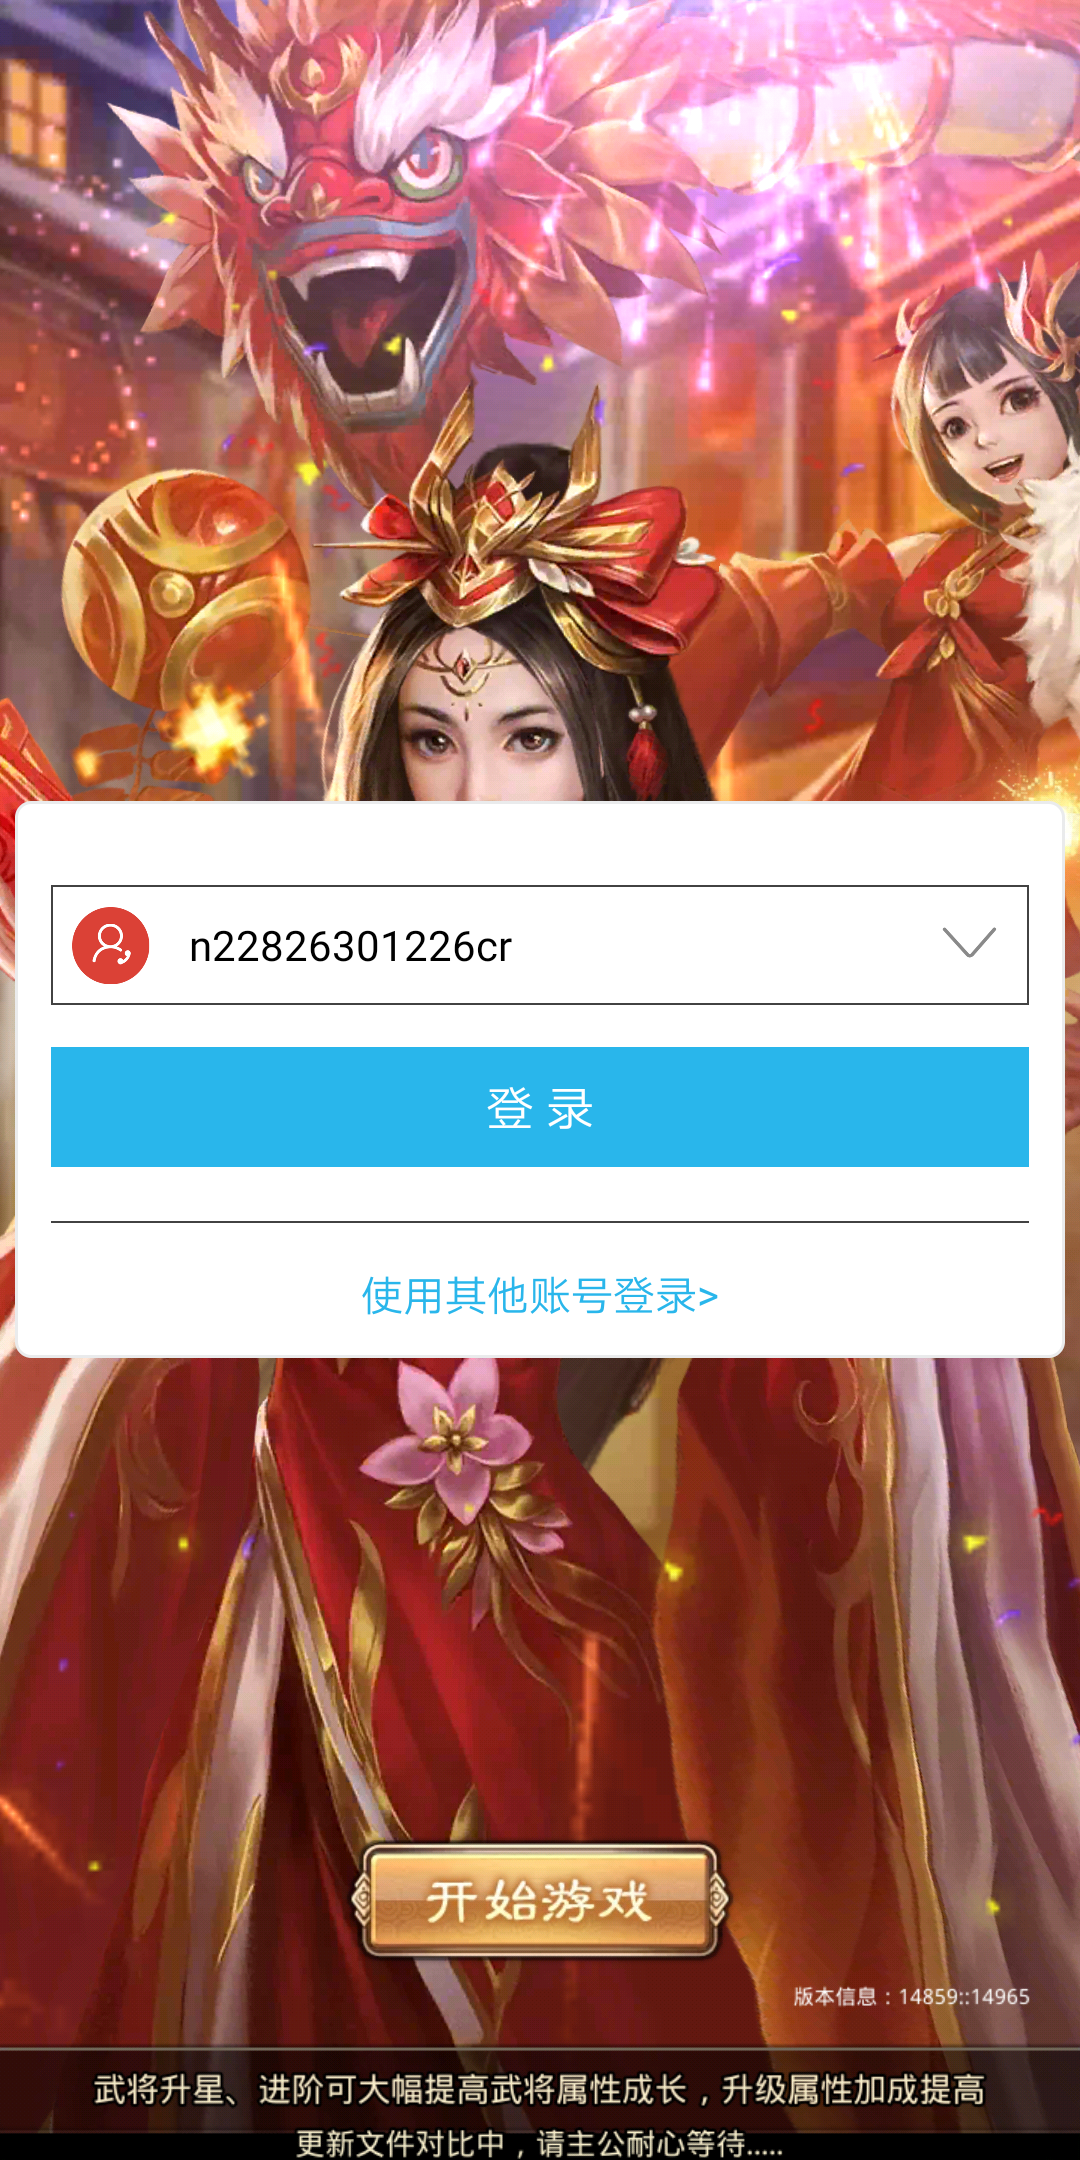 n22826301226cr
登录
使用其他账号登录>
开始游戏
版本信息：14859::14965
武将升星、进阶可大幅提高武将属性成长，升级属性加成提高
更新文件对比中，请主公耐心等待.....